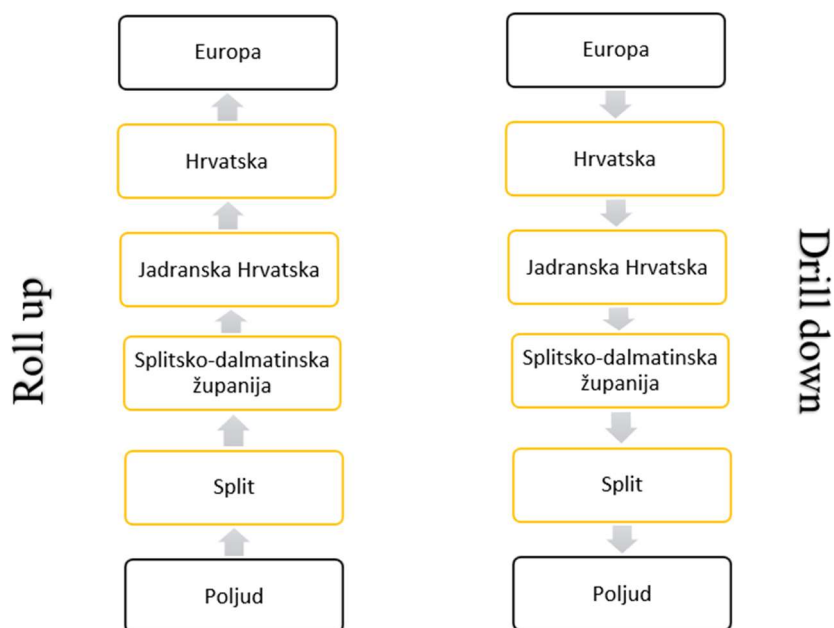 Roll up
Europa
Hrvatska
Jadranska Hrvatska
Splitsko-dalmatinska
županija
Split
Poljud
Europa
Hrvatska
Jadranska Hrvatska
Splitsko-dalmatinska
županija
Split
Poljud
Drill down